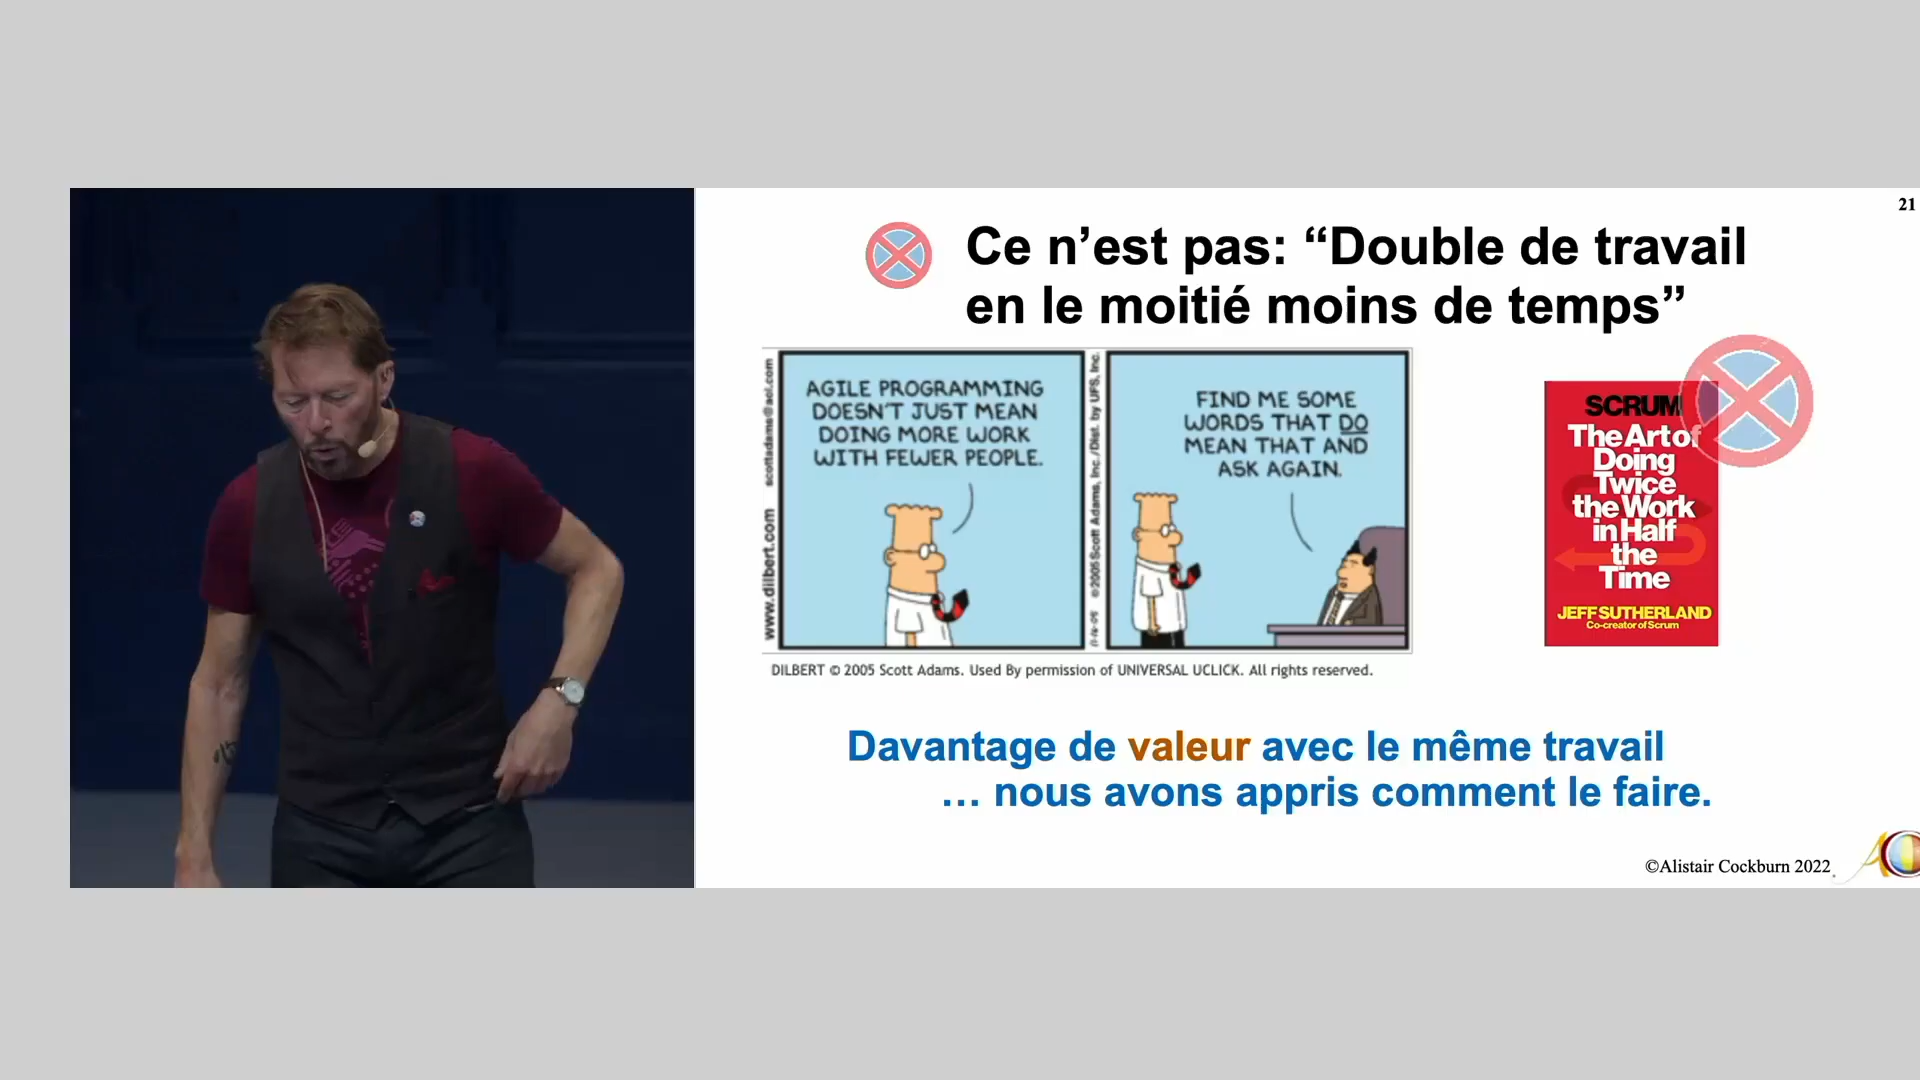 21
Ce n’est pas: “Double de travail
en le moitié moins de temps”
www.dilbert.com scottadams@aol.com
AGILE PROGRAMMING
DOESN'T JUST MEAN
DOING MORE WORK
WITH FEWER PEOPLE.
©2005 Scott Adams, Inc./Dist. by UFS, Inc.
FIND ME SOME
WORDS THAT DO
MEAN THAT AND
ASK AGAIN.
DILBERT © 2005 Scott Adams. Used By permission of UNIVERSAL UCLICK. All rights reserved.
SCRUM
The Art of
Doing
Twice
the Work
in Half
the
Time
JEFF SUTHERLAND
Co-creator of Scrum
Davantage de valeur avec le même travail
… nous avons appris comment le faire.
©Alistair Cockburn 2022